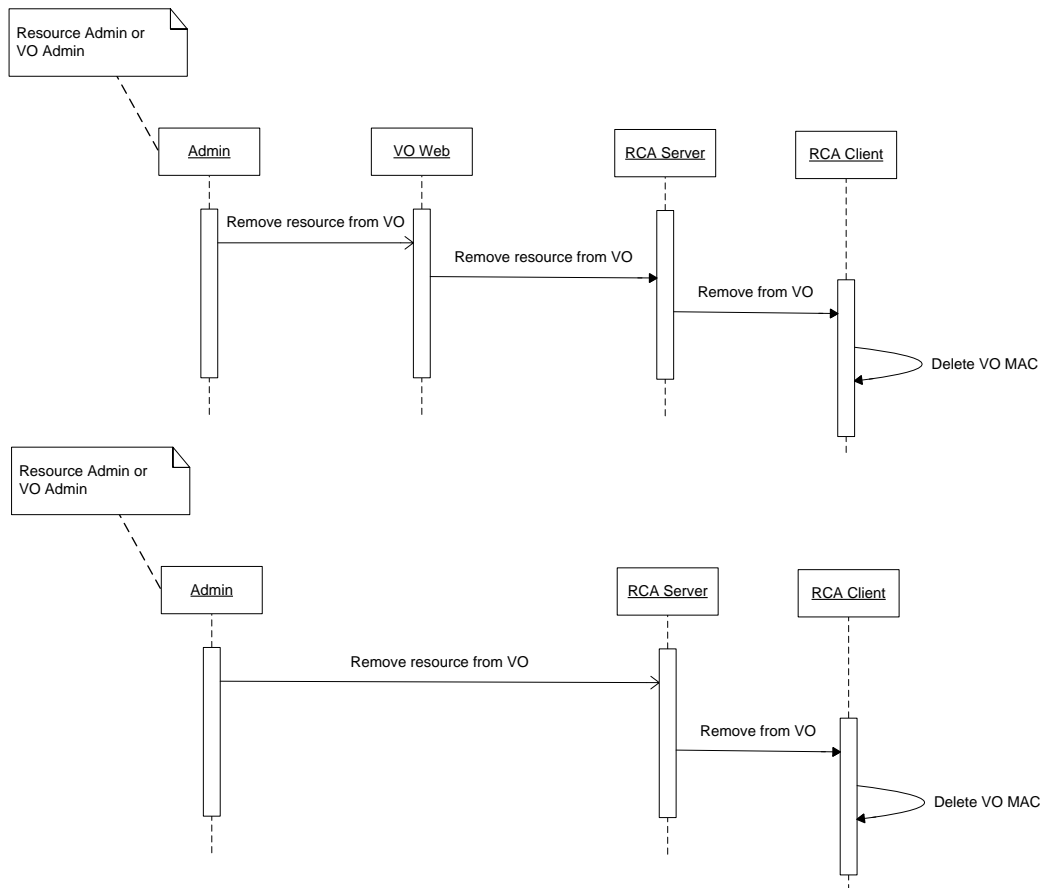 Resource Admin or
VO Admin
Admin
VO Web
RCA Server
RCA Client
Remove resource from VO
Remove resource from VO
Remove from VO
Delete VO MAC
Resource Admin or
VO Admin
Admin
RCA Server
RCA Client
Remove resource from VO
Remove from VO
Delete VO MAC